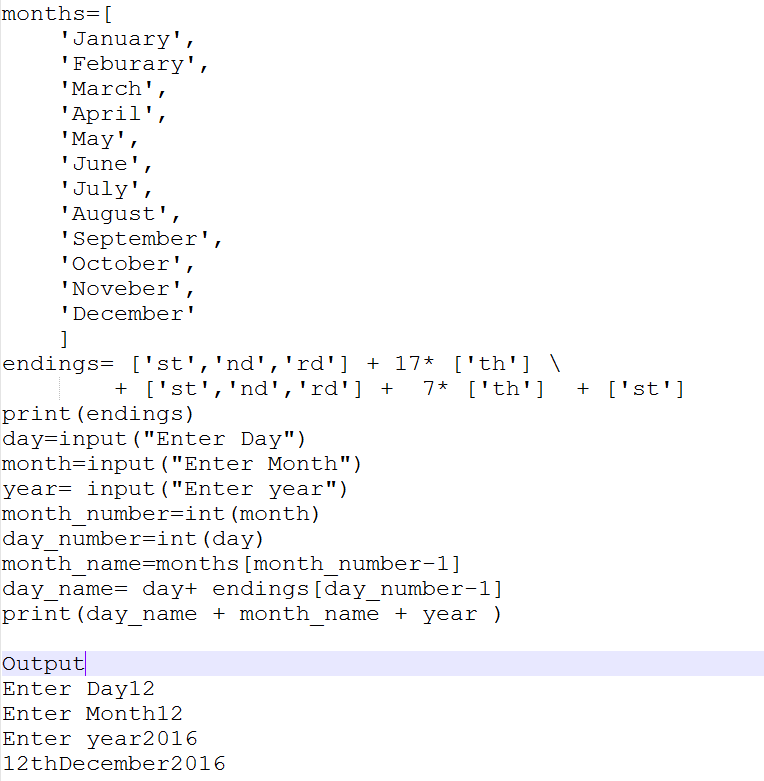 months=[
    'January',
    'Feburary',
    'March',
    'April',
    'May',
    'June',
    'July',
    'August',
    'September',
    'October',
    'Noveber',
    'December'
    ]
endings= ['st','nd','rd'] + 17* ['th'] \
        + ['st','nd','rd'] +  7* ['th']  + ['st']
print(endings)
day=input("Enter Day")
month=input("Enter Month")
year= input("Enter year")
month_number=int(month)
day_number=int(day)
month_name=months[month_number-1]
day_name= day+ endings[day_number-1]
print(day_name + month_name + year )

Output
Enter Day12
Enter Month12
Enter year2016
12thDecember2016